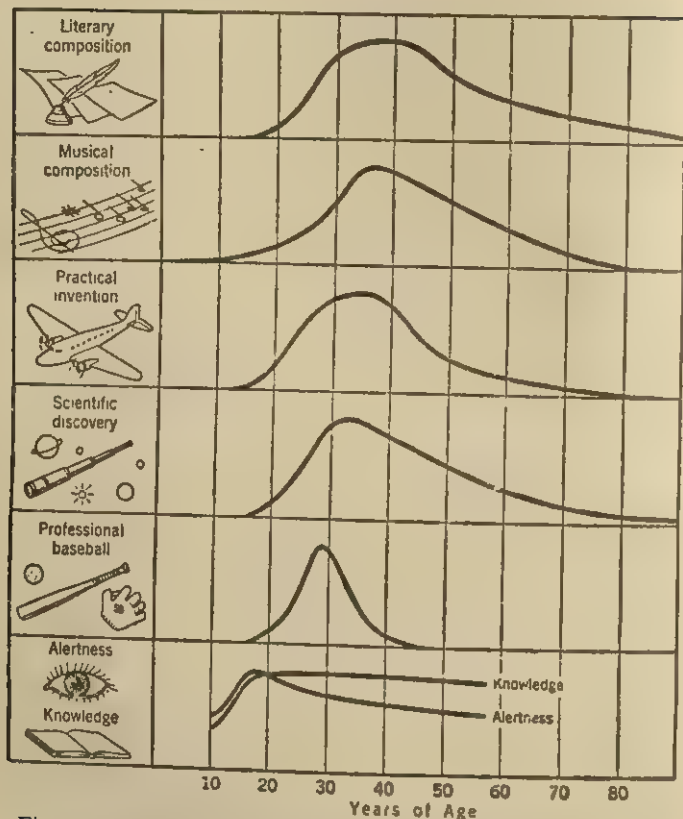 Literary
composition
Musical
composition
Practical
invention
Scientific
discovery
Professional
baseball
Alertness
Knowledge
Knowledge
Alertness
10 20 30 40 50 60 70 80
Years of Age